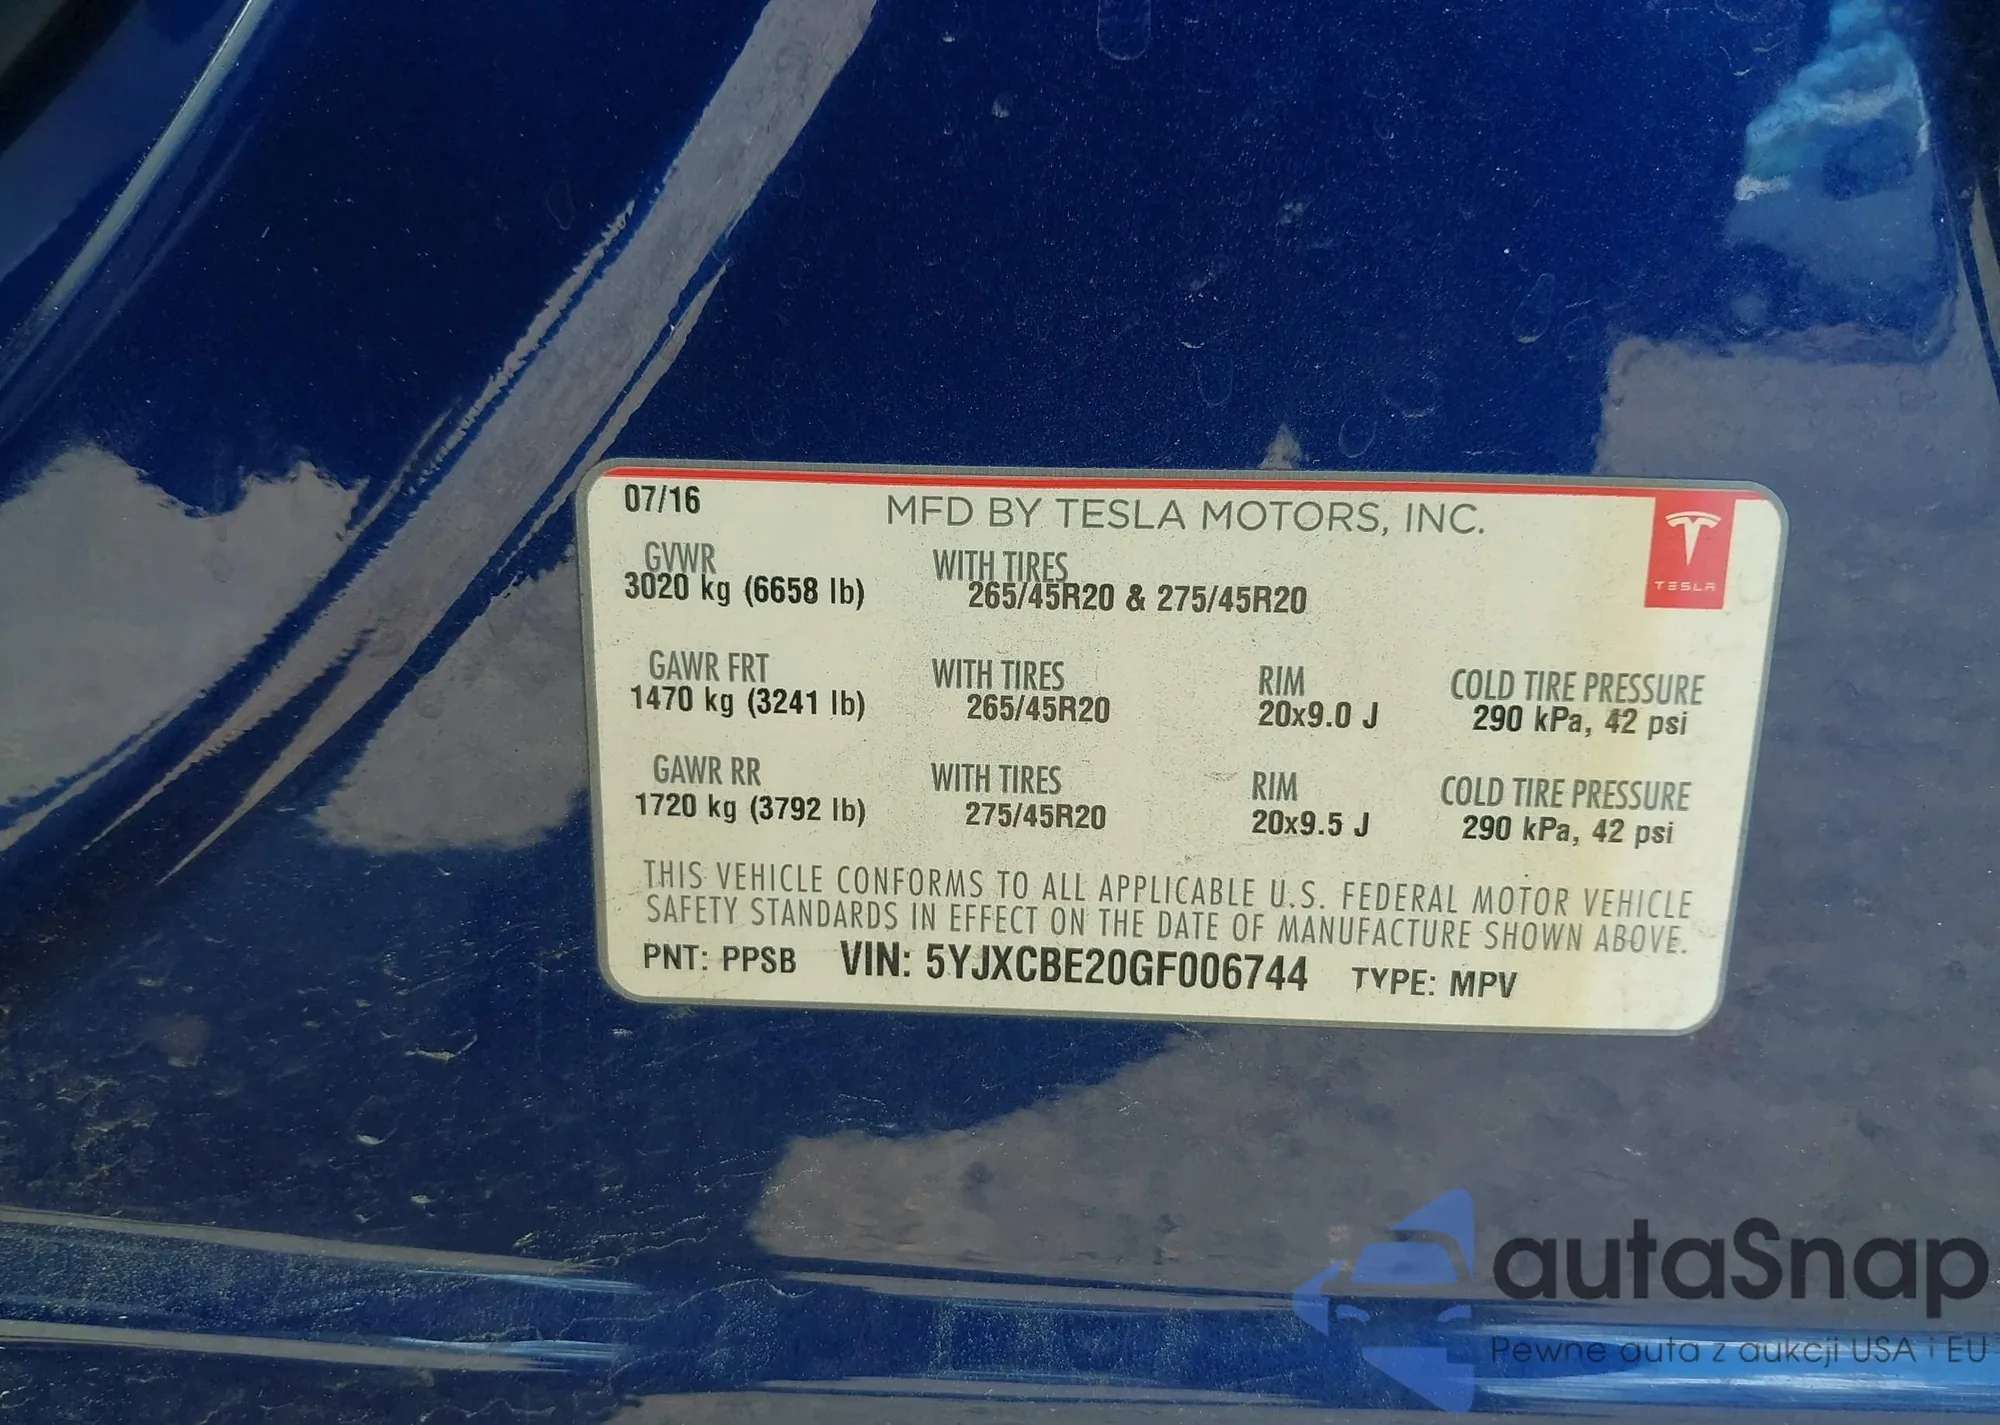 07/16 MFD BY TESLA MOTORS, INC.
TESLA
GVWR WITH TIRES
3020 kg (6658 lb) 265/45R20 & 275/45R20
GAWR FRT WITH TIRES RIM COLD TIRE PRESSURE
1470 kg (3241 lb) 265/45R20 20x9.0 J 290 kPa, 42 psi
GAWR RR WITH TIRES RIM COLD TIRE PRESSURE
1720 kg (3792 lb) 275/45R20 20x9.5 J 290 kPa, 42 psi
THIS VEHICLE CONFORMS TO ALL APPLICABLE U.S. FEDERAL MOTOR VEHICLE
SAFETY STANDARDS IN EFFECT ON THE DATE OF MANUFACTURE SHOWN ABOVE.
PNT: PPSB VIN: 5YJXCBE20GF006744 TYPE: MPV
autaSnap
Pewne auta z aukcji USA i EU